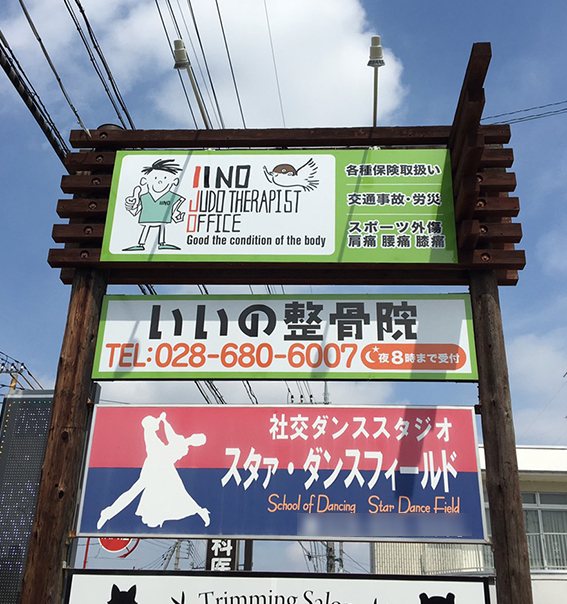 IINO
JUDO THERAPIST
OFFICE
Good the condition of the body
IINO
各種保険取扱い
交通事故・労災
スポーツ外傷
肩痛 腰痛 膝痛
いいの整骨院
TEL:028-680-6007 夜8時まで受付
社交ダンススタジオ
スタァ・ダンスフィールド
School of Dancing Star Dance Field
科医
Trimming Salo